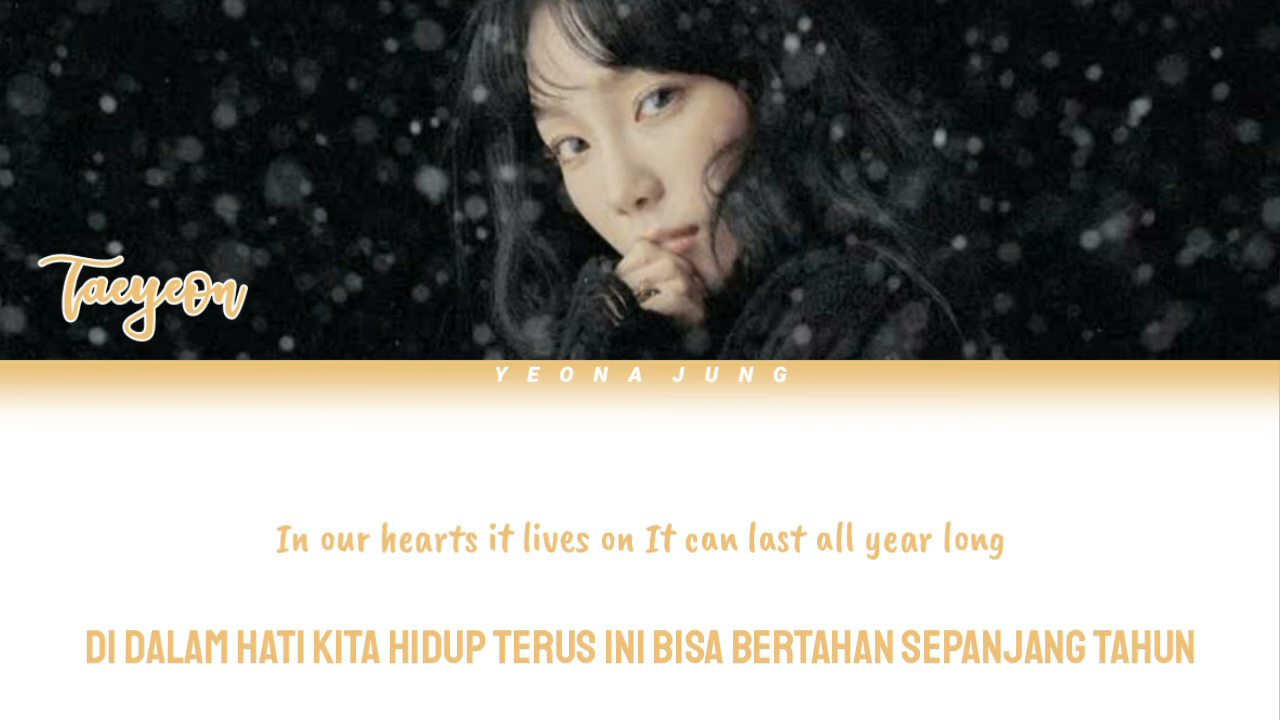 Taeyeon
YEONA JUNG
In our hearts it lives on It can last all year long
DI DALAM HATI KITA HIDUP TERUS INI BISA BERTAHAN SEPANJANG TAHUN